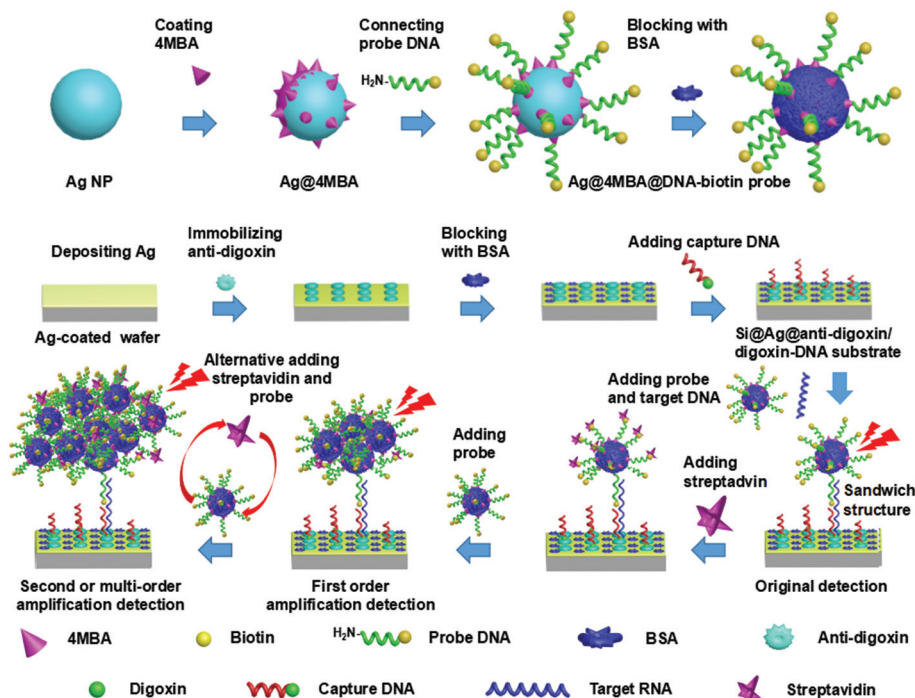 Coating
4MBA
Connecting
probe DNA
H₂N-
Blocking with
BSA
Ag NP
Ag@4MBA
Ag@4MBA@DNA-biotin probe
Depositing Ag
Immobilizing
anti-digoxin
Blocking
with BSA
Adding capture DNA
Ag-coated wafer
Si@Ag@anti-digoxin/
digoxin-DNA substrate
Alternative adding
streptavidin and
probe
Adding probe
and target DNA
Adding
probe
Adding
streptadvin
Sandwich
structure
Second or multi-order
amplification detection
First order
amplification detection
Original detection
4MBA
Biotin
H₂N-
Probe DNA
BSA
Anti-digoxin
Digoxin
Capture DNA
Target RNA
Streptavidin